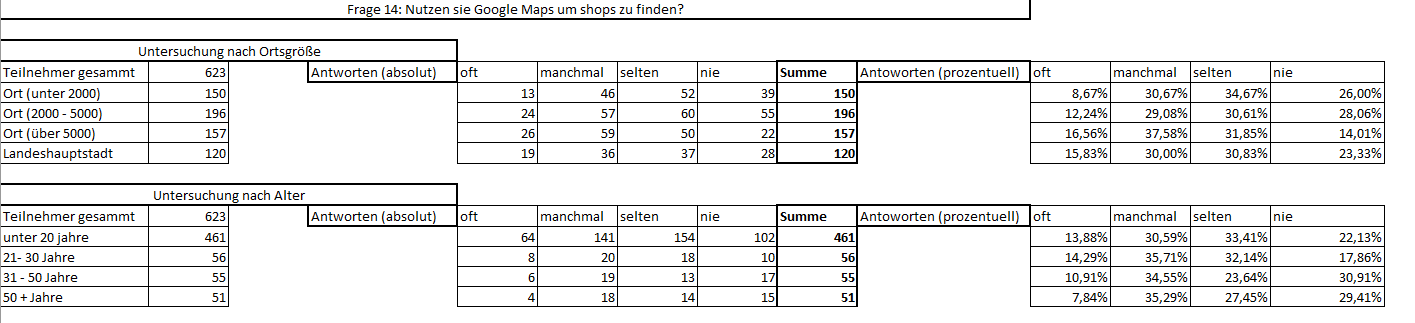 Frage 14: Nutzen sie Google Maps um shops zu finden?
Untersuchung nach Ortsgröße
Teilnehmer gesammt 623 Antworten (absolut) oft manchmal selten nie Summe Antoworten (prozentuell) oft manchmal selten nie
Ort (unter 2000) 150 13 46 52 39 150 8,67% 30,67% 34,67% 26,00%
Ort (2000 - 5000) 196 24 57 60 55 196 12,24% 29,08% 30,61% 28,06%
Ort (über 5000) 157 26 59 50 22 157 16,56% 37,58% 31,85% 14,01%
Landeshauptstadt 120 19 36 37 28 120 15,83% 30,00% 30,83% 23,33%
Untersuchung nach Alter
Teilnehmer gesammt 623 Antworten (absolut) oft manchmal selten nie Summe Antoworten (prozentuell) oft manchmal selten nie
unter 20 jahre 461 64 141 154 102 461 13,88% 30,59% 33,41% 22,13%
21- 30 Jahre 56 8 20 18 10 56 14,29% 35,71% 32,14% 17,86%
31 - 50 Jahre 55 6 19 13 17 55 10,91% 34,55% 23,64% 30,91%
50 + Jahre 51 4 18 14 15 51 7,84% 35,29% 27,45% 29,41%